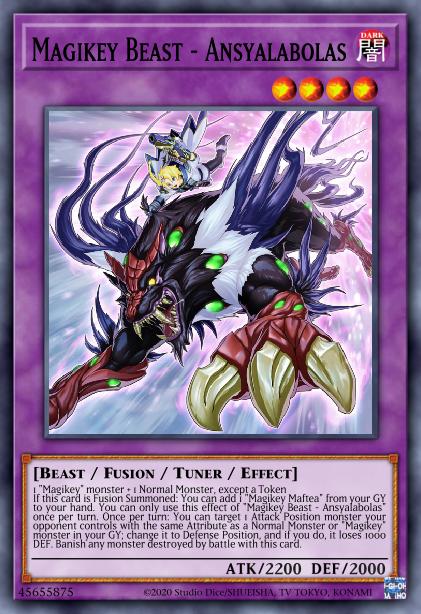 MAGIKEY BEAST - ANSYALABOLAS
DARK
闇
[BEAST / FUSION / TUNER / EFFECT]
1 "Magikey" monster + 1 Normal Monster, except a Token
If this card is Fusion Summoned: You can add 1 "Magikey Maftea" from your GY
to your hand. You can only use this effect of "Magikey Beast - Ansyalabolas"
once per turn. Once per turn: You can target 1 Attack Position monster your
opponent controls with the same Attribute as a Normal Monster or "Magikey"
monster in your GY; change it to Defense Position, and if you do, it loses 1000
DEF. Banish any monster destroyed by battle with this card.
ATK/2200 DEF/2000
45655875
©2020 Studio Dice/SHUEISHA, TV TOKYO, KONAMI